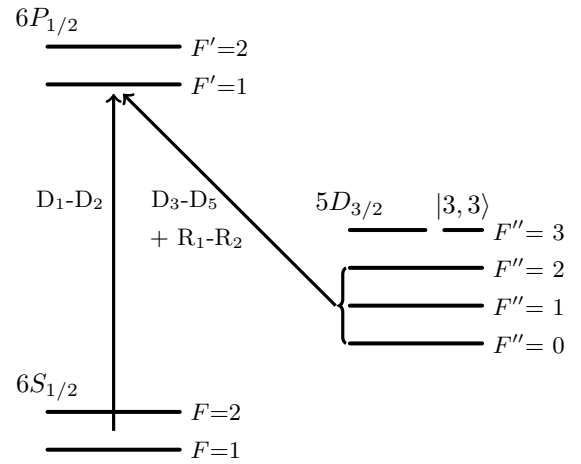 6P₁/₂
F′=2
F′=1
D₁-D₂
D₃-D₅
+ R₁-R₂
5D₃/₂
|3, 3⟩
F″= 3
F″= 2
F″= 1
F″= 0
6S₁/₂
F=2
F=1